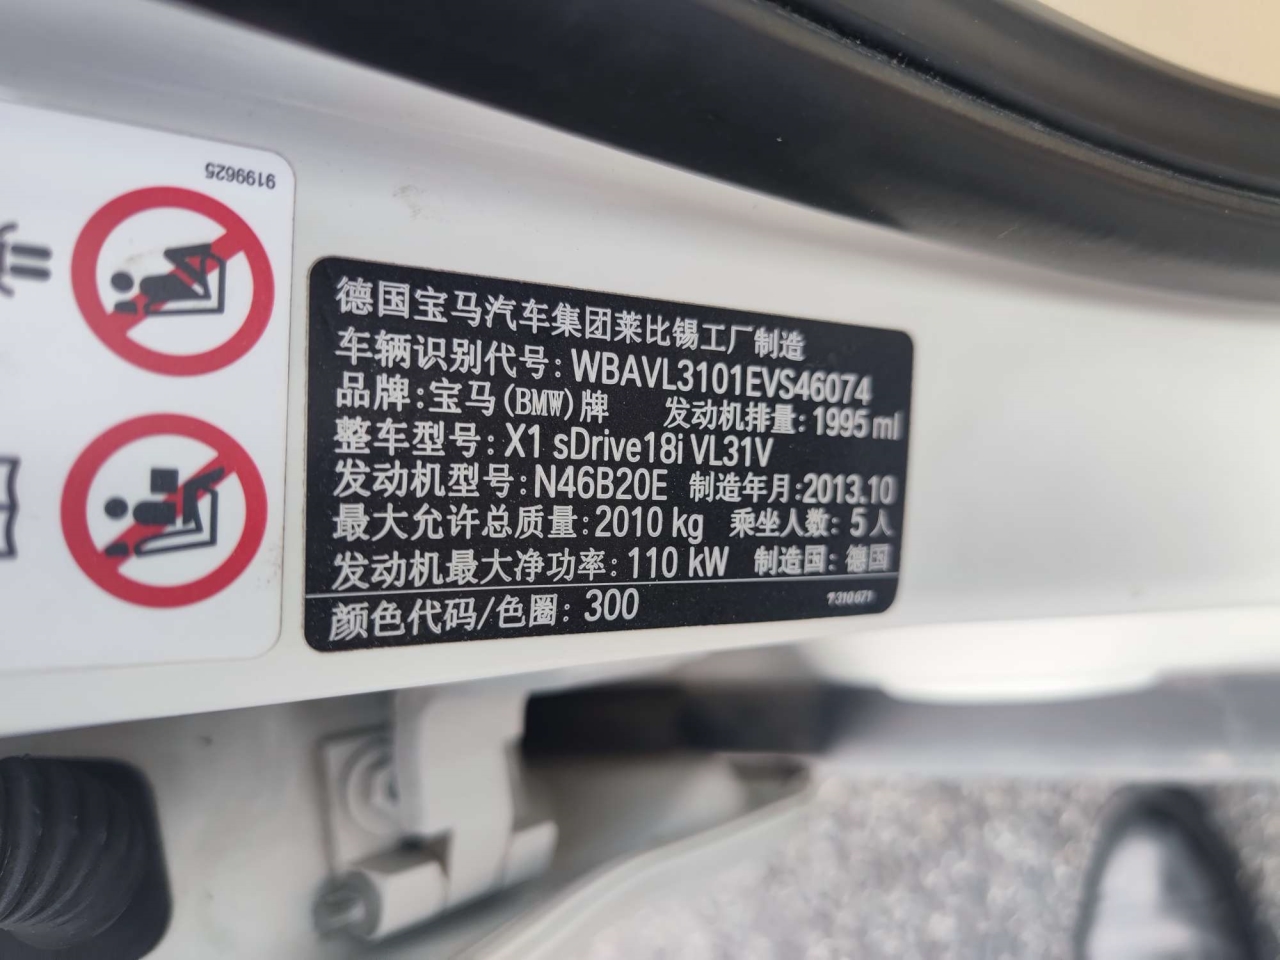 9199625
德国宝马汽车集团莱比锡工厂制造
车辆识别代号: WBAVL3101EVS46074
品牌: 宝马(BMW)牌 发动机排量: 1995 ml
整车型号: X1 sDrive18i VL31V
发动机型号: N46B20E 制造年月: 2013.10
最大允许总质量: 2010 kg 乘坐人数: 5 人
发动机最大净功率: 110 kW 制造国: 德国
颜色代码/色圈: 300 7310671